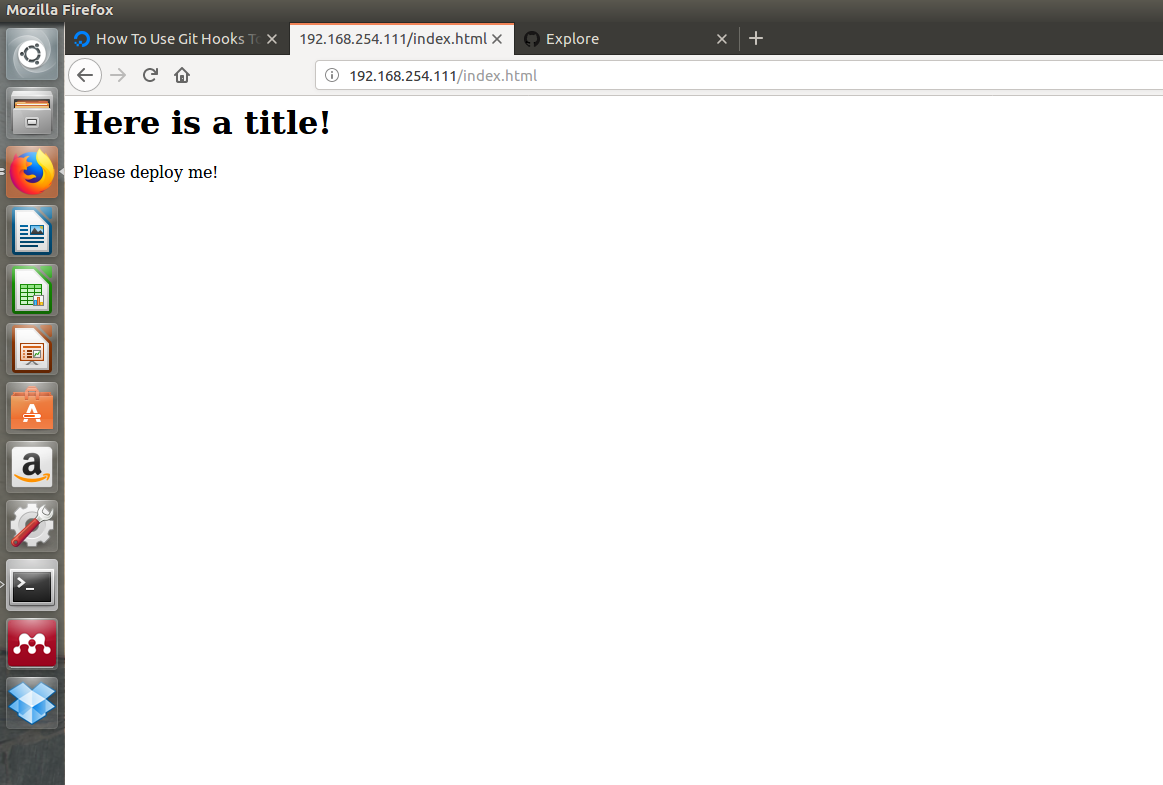 Mozilla Firefox
How To Use Git Hooks To
192.168.254.111/index.html
Explore
192.168.254.111/index.html
Here is a title!
Please deploy me!